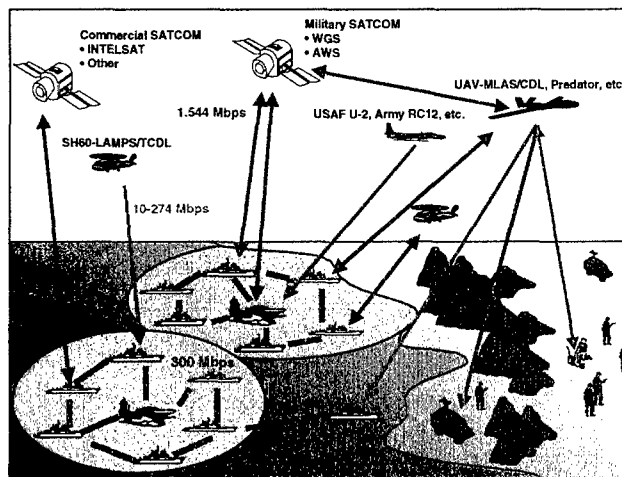 Commercial SATCOM
• INTELSAT
• Other
Military SATCOM
• WGS
• AWS
UAV-MLAS/CDL, Predator, etc
1.544 Mbps
USAF U-2, Army RC12, etc.
SH60-LAMPS/TCDL
10-274 Mbps
300 Mbps